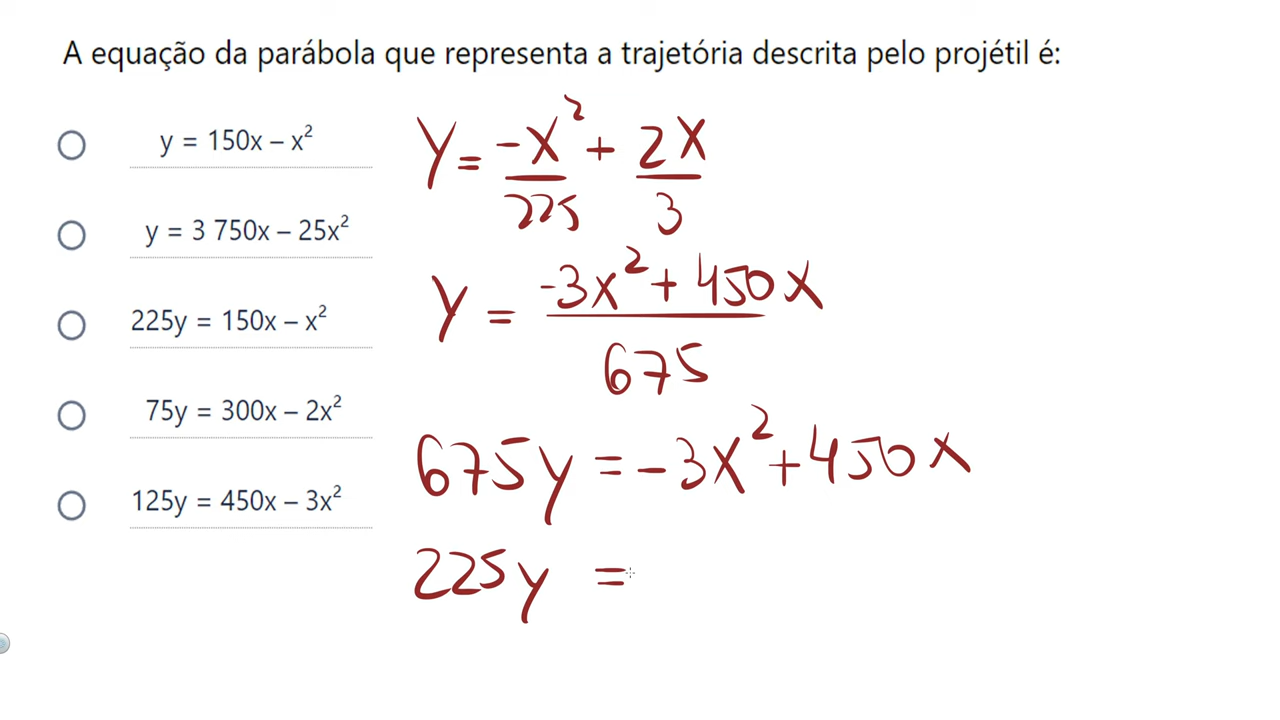 A equação da parábola que representa a trajetória descrita pelo projétil é:
y = 150x – x²
y = 3 750x – 25x²
225y = 150x – x²
75y = 300x – 2x²
125y = 450x – 3x²
y = -x²/225 + 2x/3
y = -3x² + 450x / 675
675y = -3x² + 450x
225y =